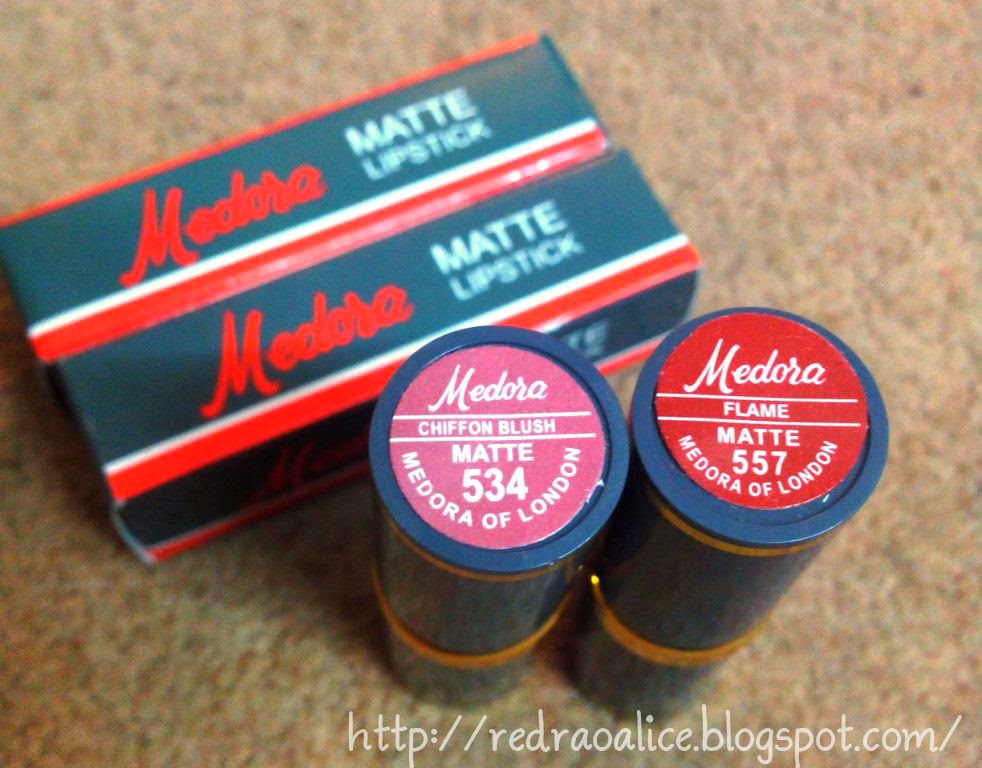 Medora
MATTE
LIPSTICK
Medora
MATTE
LIPSTICK
MATTE
Medora
CHIFFON BLUSH
MATTE
534
MEDORA OF LONDON
Medora
FLAME
MATTE
557
MEDORA OF LONDON
http://redraoalice.blogspot.com/